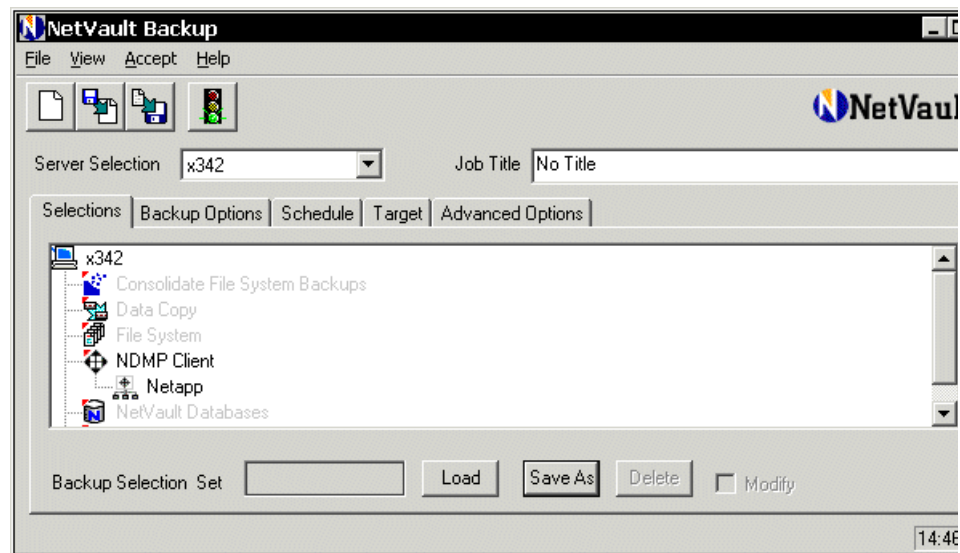 NetVault Backup
File View Accept Help
NetVaul
Server Selection x342 Job Title No Title
Selections Backup Options Schedule Target Advanced Options
x342
Consolidate File System Backups
Data Copy
File System
NDMP Client
Netapp
NetVault Databases
Backup Selection Set Load Save As Delete Modify
14:46